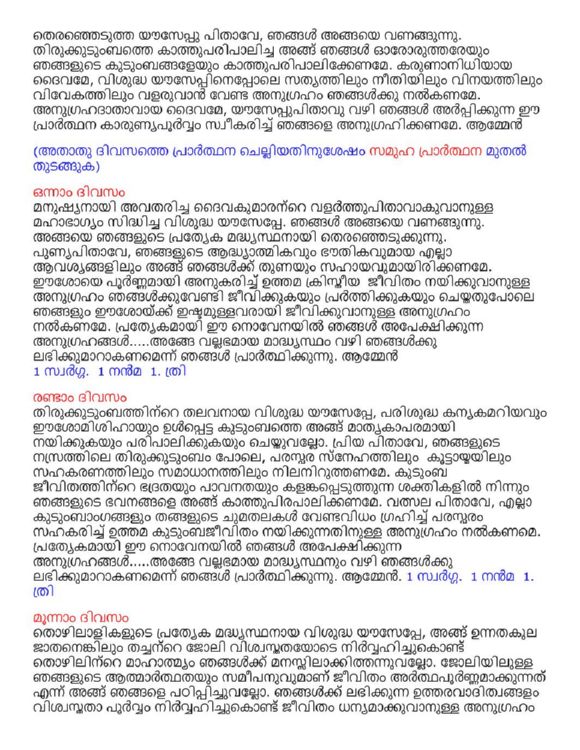 തെരഞ്ഞെടുത്ത യൗസേപ്പു പിതാവേ, ഞങ്ങൾ അങ്ങയെ വണങ്ങുന്നു.
തിരുക്കുടുംബത്തെ കാത്തുപരിപാലിച്ച അങ്ങ് ഞങ്ങൾ ഓരോരുത്തരേയും
ഞങ്ങളുടെ കുടുംബങ്ങളേയും കാത്തുപരിപാലിക്കേണമേ. കരുണാനിധിയായ
ദൈവമേ, വിശുദ്ധ യൗസേപ്പിനെപ്പോലെ സത്യത്തിലും നീതിയിലും വിനയത്തിലും
വിവേകത്തിലും വളരുവാൻ വേണ്ട അനുഗ്രഹം ഞങ്ങൾക്കു നൽകണമേ.
അനുഗ്രഹദാതാവായ ദൈവമേ, യൗസേപ്പുപിതാവു വഴി ഞങ്ങൾ അർപ്പിക്കുന്ന ഈ
പ്രാർത്ഥന കാരുണ്യപൂർവ്വം സ്വീകരിച്ച് ഞങ്ങളെ അനുഗ്രഹിക്കണമേ. ആമ്മേൻ
(അതാതു ദിവസത്തെ പ്രാർത്ഥന ചെല്ലിയതിനുശേഷം സമൂഹ പ്രാർത്ഥന മുതൽ
തുടങ്ങുക)
ഒന്നാം ദിവസം
മനുഷ്യനായി അവതരിച്ച ദൈവകുമാരന്റെ വളർത്തുപിതാവാകുവാനുള്ള
മഹാഭാഗ്യം സിദ്ധിച്ച വിശുദ്ധ യൗസേപ്പേ. ഞങ്ങൾ അങ്ങയെ വണങ്ങുന്നു.
അങ്ങയെ ഞങ്ങളുടെ പ്രത്യേക മദ്ധ്യസ്ഥനായി തെരഞ്ഞെടുക്കുന്നു.
പുണ്യപിതാവേ, ഞങ്ങളുടെ ആദ്ധ്യാത്മികവും ഭൗതികവുമായ എല്ലാ
ആവശ്യങ്ങളിലും അങ്ങ് ഞങ്ങൾക്ക് തുണയും സഹായവുമായിരിക്കണമേ.
ഈശോയെ പൂർണ്ണമായി അനുകരിച്ച് ഉത്തമ ക്രിസ്തീയ ജീവിതം നയിക്കുവാനുള്ള
അനുഗ്രഹം ഞങ്ങൾക്കുവേണ്ടി ജീവിക്കുകയും പ്രർത്തിക്കുകയും ചെയ്തതുപോലെ
ഞങ്ങളും ഈശോയ്ക്ക് ഇഷ്ടമുള്ളവരായി ജീവിക്കുവാനുള്ള അനുഗ്രഹം
നൽകണമേ. പ്രത്യേകമായി ഈ നൊവേനയിൽ ഞങ്ങൾ അപേക്ഷിക്കുന്ന
അനുഗ്രഹങ്ങൾ.....അങ്ങേ വല്ലഭമായ മാദ്ധ്യസ്ഥം വഴി ഞങ്ങൾക്കു
ലഭിക്കുമാറാകണമെന്ന് ഞങ്ങൾ പ്രാർത്ഥിക്കുന്നു. ആമ്മേൻ
1 സ്വർഗ്ഗ. 1 നൻമ 1. ത്രി
രണ്ടാം ദിവസം
തിരുക്കുടുംബത്തിന്റെ തലവനായ വിശുദ്ധ യൗസേപ്പേ, പരിശുദ്ധ കന്യകമറിയവും
ഈശോമിശിഹായും ഉൾപ്പെട്ട കുടുംബത്തെ അങ്ങ് മാതൃകാപരമായി
നയിക്കുകയും പരിപാലിക്കുകയും ചെയ്തുവല്ലോ. പ്രിയ പിതാവേ, ഞങ്ങളുടെ
നസ്രത്തിലെ തിരുക്കുടുംബം പോലെ, പരസ്പര സ്നേഹത്തിലും കൂട്ടായ്മയിലും
സഹകരണത്തിലും സമാധാനത്തിലും നിലനിറുത്തണമേ. കുടുംബ
ജീവിതത്തിന്റെ ഭദ്രതയും പാവനതയും കളങ്കപ്പെടുത്തുന്ന ശക്തികളിൽ നിന്നും
ഞങ്ങളുടെ ഭവനങ്ങളെ അങ്ങ് കാത്തുപിരപാലിക്കണമേ. വത്സല പിതാവേ, എല്ലാ
കുടുംബാംഗങ്ങളും തങ്ങളുടെ ചുമതലകൾ വേണ്ടവിധം ഗ്രഹിച്ച് പരസ്പരം
സഹകരിച്ച് ഉത്തമ കുടുംബജീവിതം നയിക്കുന്നതിനുള്ള അനുഗ്രഹം നൽകണമെ.
പ്രത്യേകമായി ഈ നൊവേനയിൽ ഞങ്ങൾ അപേക്ഷിക്കുന്ന
അനുഗ്രഹങ്ങൾ.....അങ്ങേ വല്ലഭമായ മാദ്ധ്യസ്ഥനും വഴി ഞങ്ങൾക്കു
ലഭിക്കുമാറാകണമെന്ന് ഞങ്ങൾ പ്രാർത്ഥിക്കുന്നു. ആമ്മേൻ. 1 സ്വർഗ്ഗ. 1 നൻമ 1.
ത്രി
മൂന്നാം ദിവസം
തൊഴിലാളികളുടെ പ്രത്യേക മദ്ധ്യസ്ഥനായ വിശുദ്ധ യൗസേപ്പേ, അങ്ങ് ഉന്നതകുല
ജാതനെങ്കിലും തച്ചന്റെ ജോലി വിശ്വസ്തതയോടെ നിർവ്വഹിച്ചുകൊണ്ട്
തൊഴിലിന്റെ മാഹാത്മ്യം ഞങ്ങൾക്ക് മനസ്സിലാക്കിത്തന്നുവല്ലോ. ജോലിയിലുള്ള
ഞങ്ങളുടെ ആത്മാർത്ഥതയും സമീപനുവുമാണ് ജീവിതം അർത്ഥപൂർണ്ണമാക്കുന്നത്
എന്ന് അങ്ങ് ഞങ്ങളെ പഠിപ്പിച്ചുവല്ലോ. ഞങ്ങൾക്ക് ലഭിക്കുന്ന ഉത്തരവാദിത്വങ്ങളം
വിശ്വസ്തതാ പൂർവ്വം നിർവ്വഹിച്ചുകൊണ്ട് ജീവിതം ധന്യമാക്കുവാനുള്ള അനുഗ്രഹം